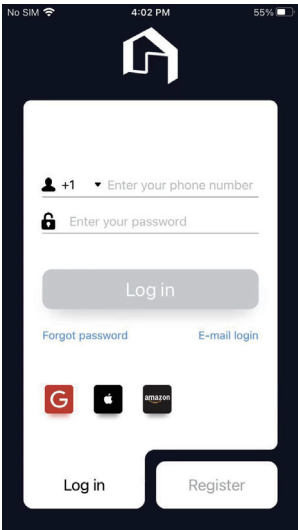 No SIM 4:02 PM 55%
+1 Enter your phone number
Enter your password
Log in
Forgot password E-mail login
G amazon
Log in Register